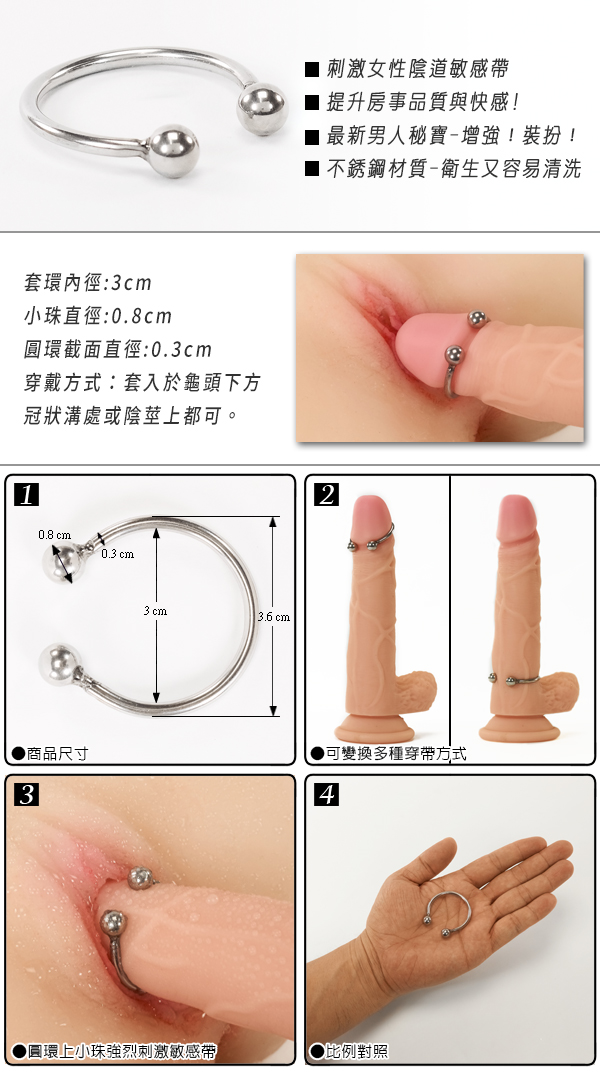 ■ 刺激女性陰道敏感帶
■ 提升房事品質與快感!
■ 最新男人秘寶-增強!裝扮!
■ 不銹鋼材質-衛生又容易清洗
套環內徑:3cm
小珠直徑:0.8cm
圓環截面直徑:0.3cm
穿戴方式：套入於龜頭下方
冠狀溝處或陰莖上都可。
1
0.8 cm
0.3 cm
3 cm
3.6 cm
●商品尺寸
2
●可變換多種穿帶方式
3
●圓環上小珠強烈刺激敏感帶
4
●比例對照